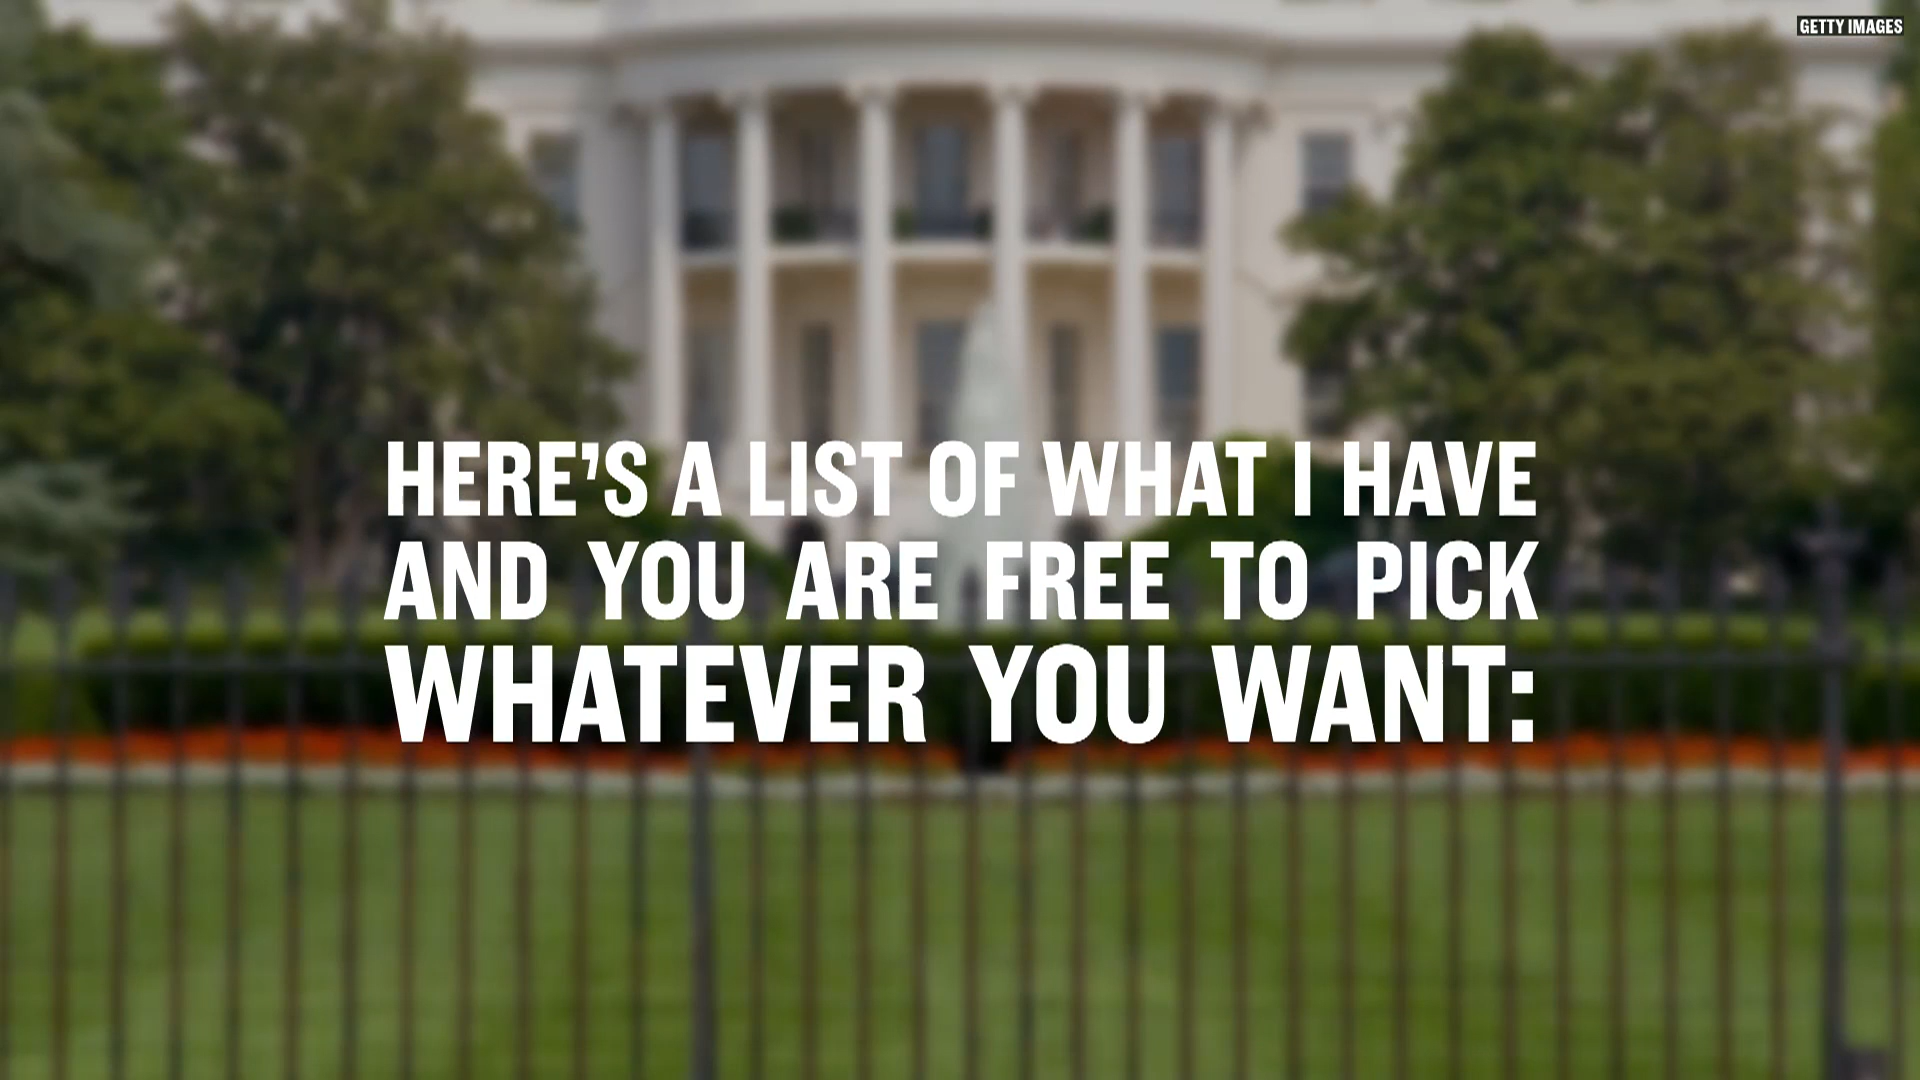 GETTY IMAGES
HERE'S A LIST OF WHAT I HAVE
AND YOU ARE FREE TO PICK
WHATEVER YOU WANT: